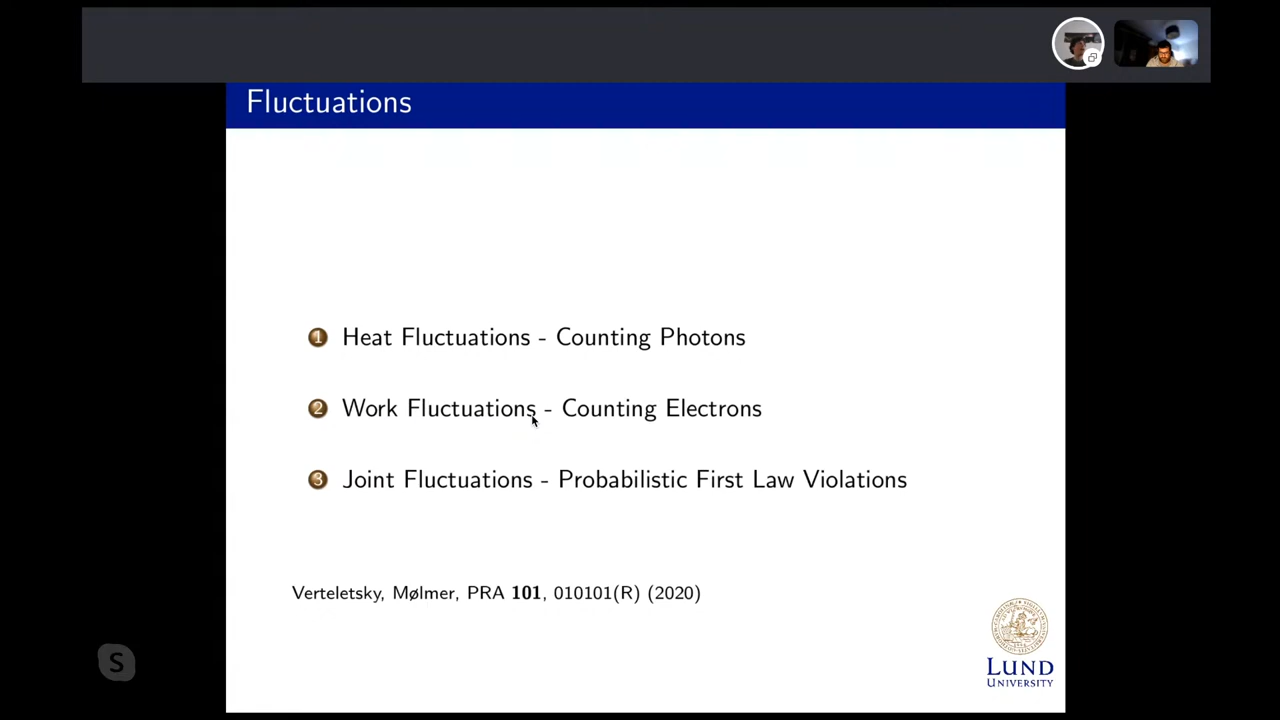 Fluctuations
1 Heat Fluctuations - Counting Photons
2 Work Fluctuations - Counting Electrons
3 Joint Fluctuations - Probabilistic First Law Violations
Verteletsky, Mølmer, PRA 101, 010101(R) (2020)
LUND
UNIVERSITY
S